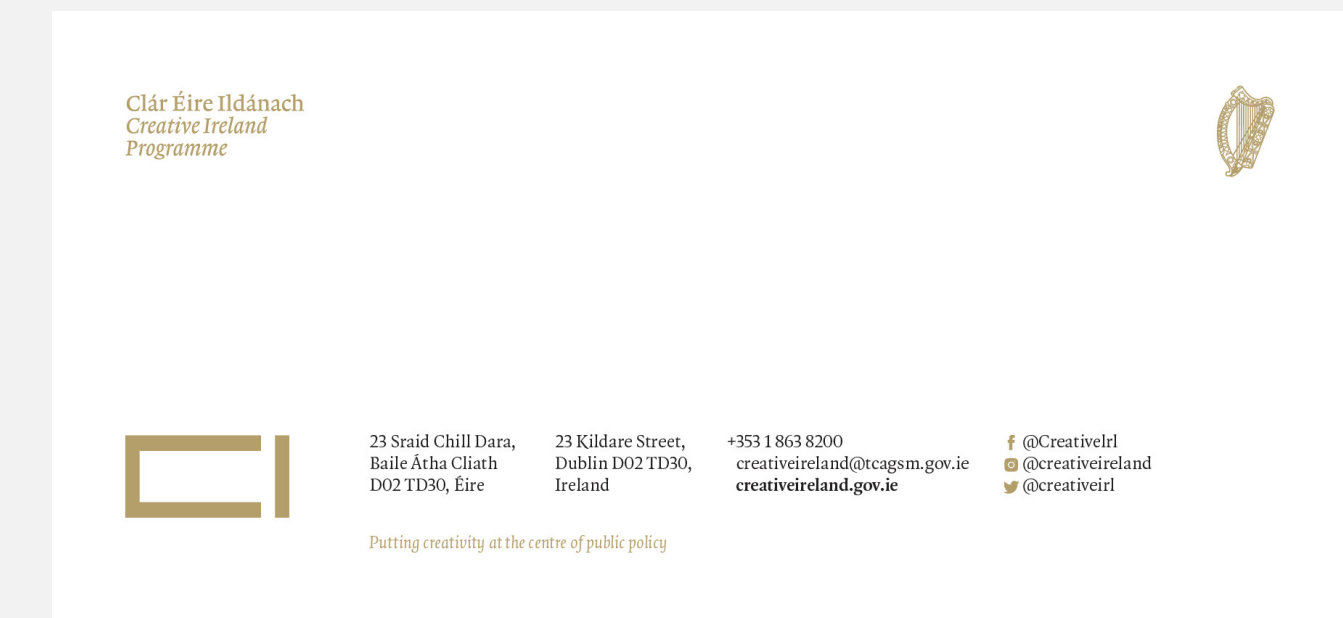 Clár Éire Ildánach
Creative Ireland
Programme
23 Sraid Chill Dara,
Baile Átha Cliath
D02 TD30, Éire
23 Kildare Street,
Dublin D02 TD30,
Ireland
+353 1 863 8200
creativeireland@tcagsm.gov.ie
creativeireland.gov.ie
@Creativelrl
@creativeireland
@creativeirl
Putting creativity at the centre of public policy